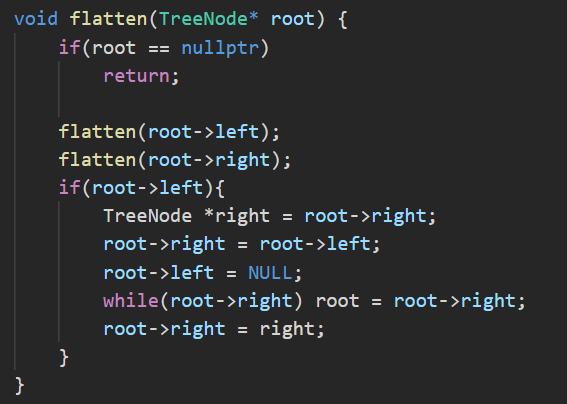 void flatten(TreeNode* root) {
    if(root == nullptr)
        return;

    flatten(root->left);
    flatten(root->right);
    if(root->left){
        TreeNode *right = root->right;
        root->right = root->left;
        root->left = NULL;
        while(root->right) root = root->right;
        root->right = right;
    }
}